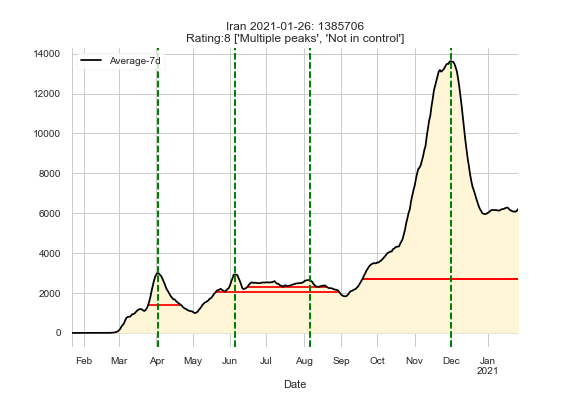 Iran 2021-01-26: 1385706
Rating:8 ['Multiple peaks', 'Not in control']
Average-7d
14000
12000
10000
8000
6000
4000
2000
0
Feb Mar Apr May Jun Jul Aug Sep Oct Nov Dec Jan
2021
Date